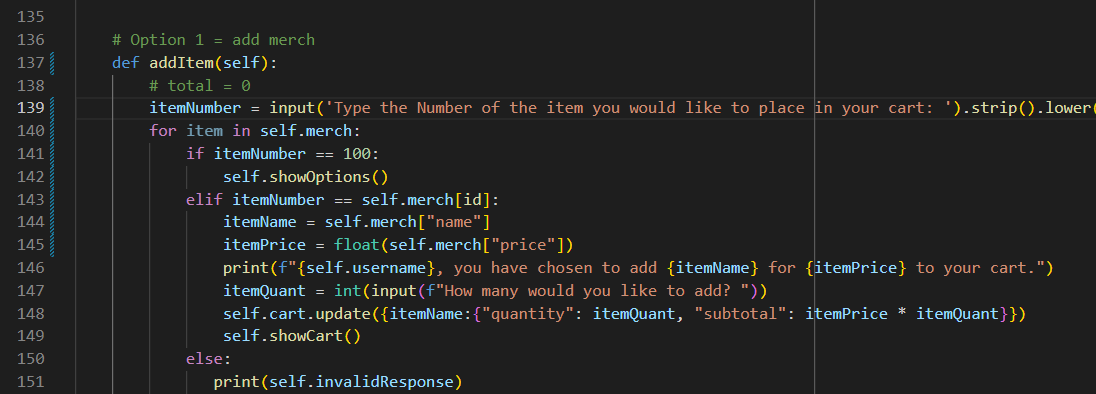 135
136 # Option 1 = add merch
137 def addItem(self):
138 # total = 0
139 itemNumber = input('Type the Number of the item you would like to place in your cart: ').strip().lower(
140 for item in self.merch:
141 if itemNumber == 100:
142 self.showOptions()
143 elif itemNumber == self.merch[id]:
144 itemName = self.merch["name"]
145 itemPrice = float(self.merch["price"])
146 print(f"{self.username}, you have chosen to add {itemName} for {itemPrice} to your cart.")
147 itemQuant = int(input(f"How many would you like to add? "))
148 self.cart.update({itemName:{"quantity": itemQuant, "subtotal": itemPrice * itemQuant}})
149 self.showCart()
150 else:
151 print(self.invalidResponse)